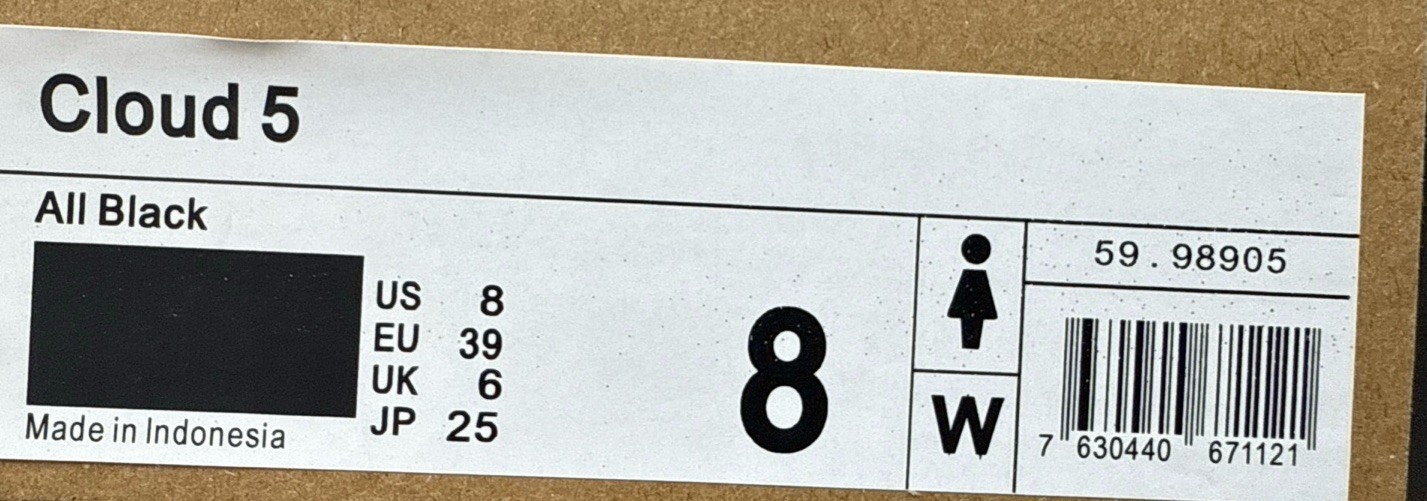 Cloud 5
All Black
US 8
EU 39
UK 6
JP 25
Made in Indonesia
8
W
59.98905
7 630440 671121